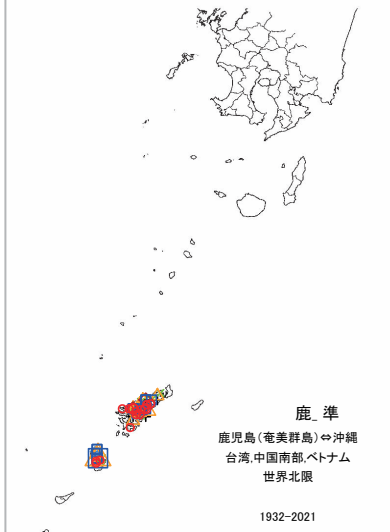 鹿_準
鹿児島(奄美群島)⇔沖縄
台湾,中国南部,ベトナム
世界北限
1932-2021